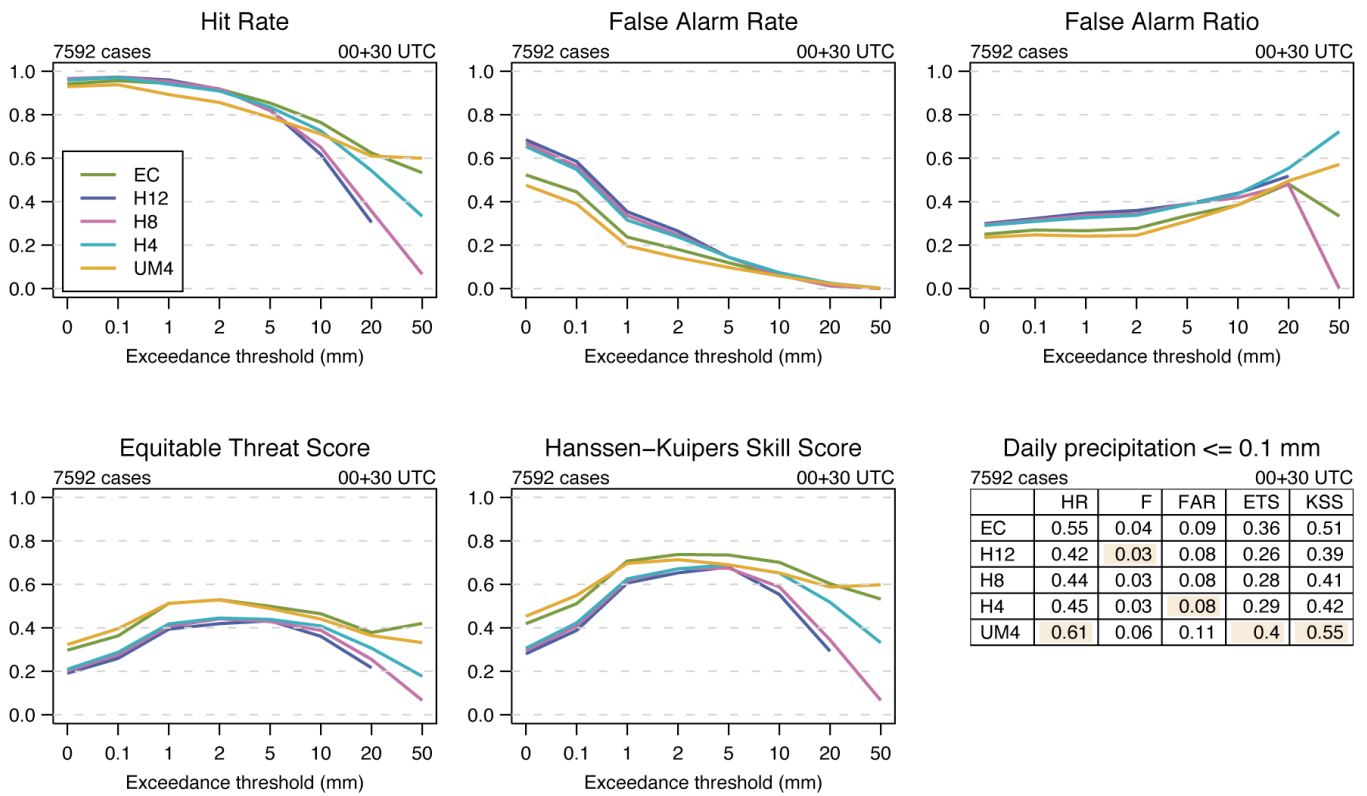 Hit Rate
7592 cases 00+30 UTC
1.0
0.8
0.6
0.4
0.2
0.0
EC
H12
H8
H4
UM4
0 0.1 1 2 5 10 20 50
Exceedance threshold (mm)
False Alarm Rate
7592 cases 00+30 UTC
1.0
0.8
0.6
0.4
0.2
0.0
0 0.1 1 2 5 10 20 50
Exceedance threshold (mm)
False Alarm Ratio
7592 cases 00+30 UTC
1.0
0.8
0.6
0.4
0.2
0.0
0 0.1 1 2 5 10 20 50
Exceedance threshold (mm)
Equitable Threat Score
7592 cases 00+30 UTC
1.0
0.8
0.6
0.4
0.2
0.0
0 0.1 1 2 5 10 20 50
Exceedance threshold (mm)
Hanssen−Kuipers Skill Score
7592 cases 00+30 UTC
1.0
0.8
0.6
0.4
0.2
0.0
0 0.1 1 2 5 10 20 50
Exceedance threshold (mm)
Daily precipitation <= 0.1 mm
7592 cases 00+30 UTC
HR F FAR ETS KSS
EC 0.55 0.04 0.09 0.36 0.51
H12 0.42 0.03 0.08 0.26 0.39
H8 0.44 0.03 0.08 0.28 0.41
H4 0.45 0.03 0.08 0.29 0.42
UM4 0.61 0.06 0.11 0.4 0.55